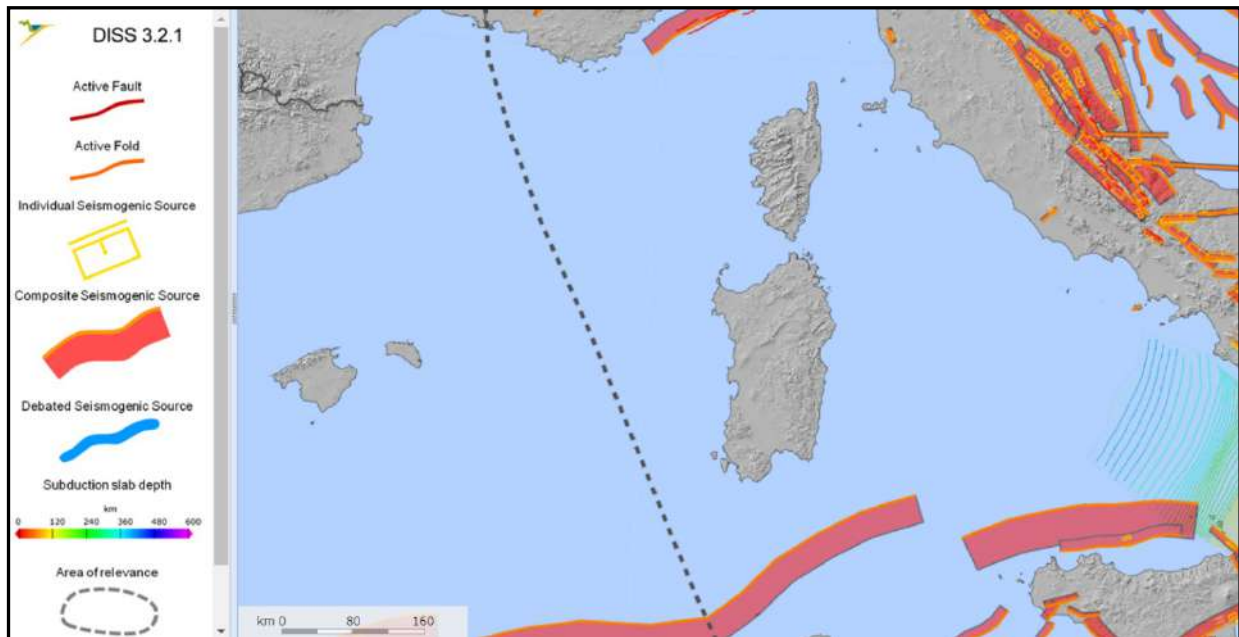 DISS 3.2.1
Active Fault
Active Fold
Individual Seismogenic Source
Composite Seismogenic Source
Debated Seismogenic Source
Subduction slab depth
km
0 120 240 360 480 600
Area of relevance
km 0 80 160